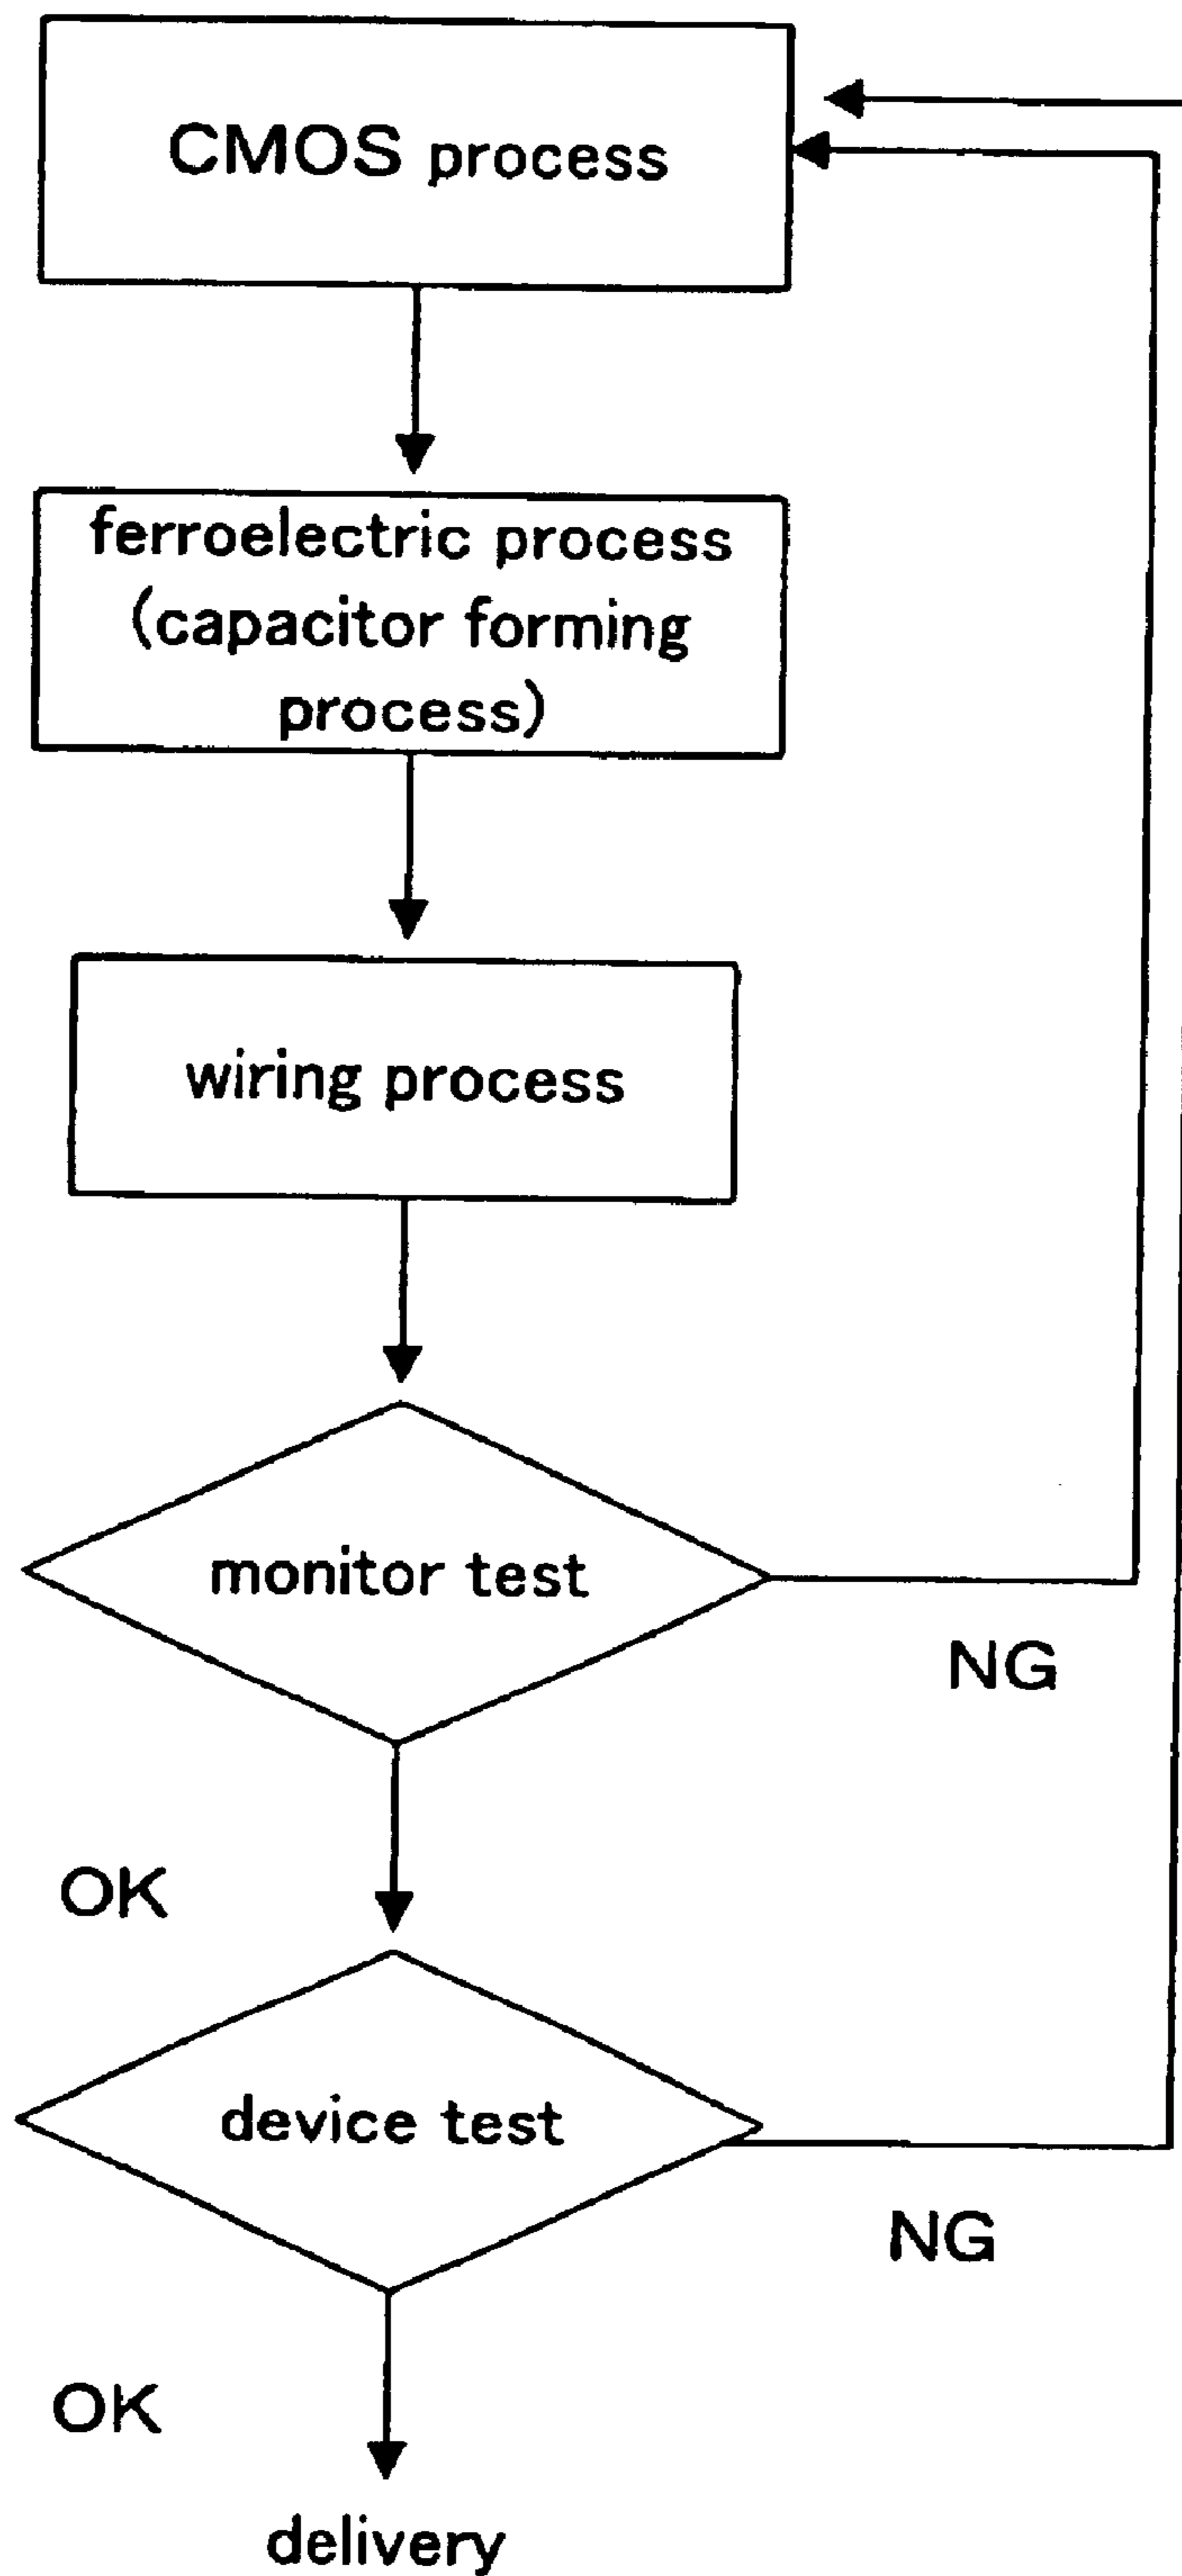 CMOS process
ferroelectric process
(capacitor forming
process)
wiring process
monitor test
NG
OK
device test
NG
OK
delivery